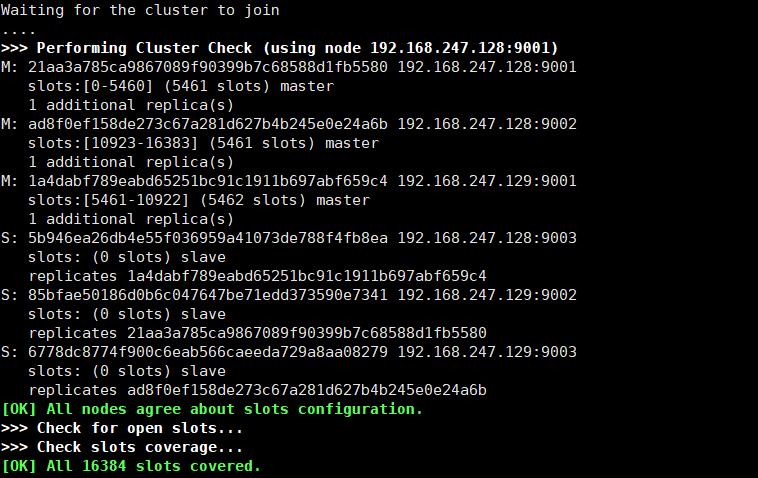 Waiting for the cluster to join
....
>>> Performing Cluster Check (using node 192.168.247.128:9001)
M: 21aa3a785ca9867089f90399b7c68588d1fb5580 192.168.247.128:9001
   slots:[0-5460] (5461 slots) master
   1 additional replica(s)
M: ad8f0ef158de273c67a281d627b4b245e0e24a6b 192.168.247.128:9002
   slots:[10923-16383] (5461 slots) master
   1 additional replica(s)
M: 1a4dabf789eabd65251bc91c1911b697abf659c4 192.168.247.129:9001
   slots:[5461-10922] (5462 slots) master
   1 additional replica(s)
S: 5b946ea26db4e55f036959a41073de788f4fb8ea 192.168.247.128:9003
   slots: (0 slots) slave
   replicates 1a4dabf789eabd65251bc91c1911b697abf659c4
S: 85bfae50186d0b6c047647be71edd373590e7341 192.168.247.129:9002
   slots: (0 slots) slave
   replicates 21aa3a785ca9867089f90399b7c68588d1fb5580
S: 6778dc8774f900c6eab566caeeda729a8aa08279 192.168.247.129:9003
   slots: (0 slots) slave
   replicates ad8f0ef158de273c67a281d627b4b245e0e24a6b
[OK] All nodes agree about slots configuration.
>>> Check for open slots...
>>> Check slots coverage...
[OK] All 16384 slots covered.